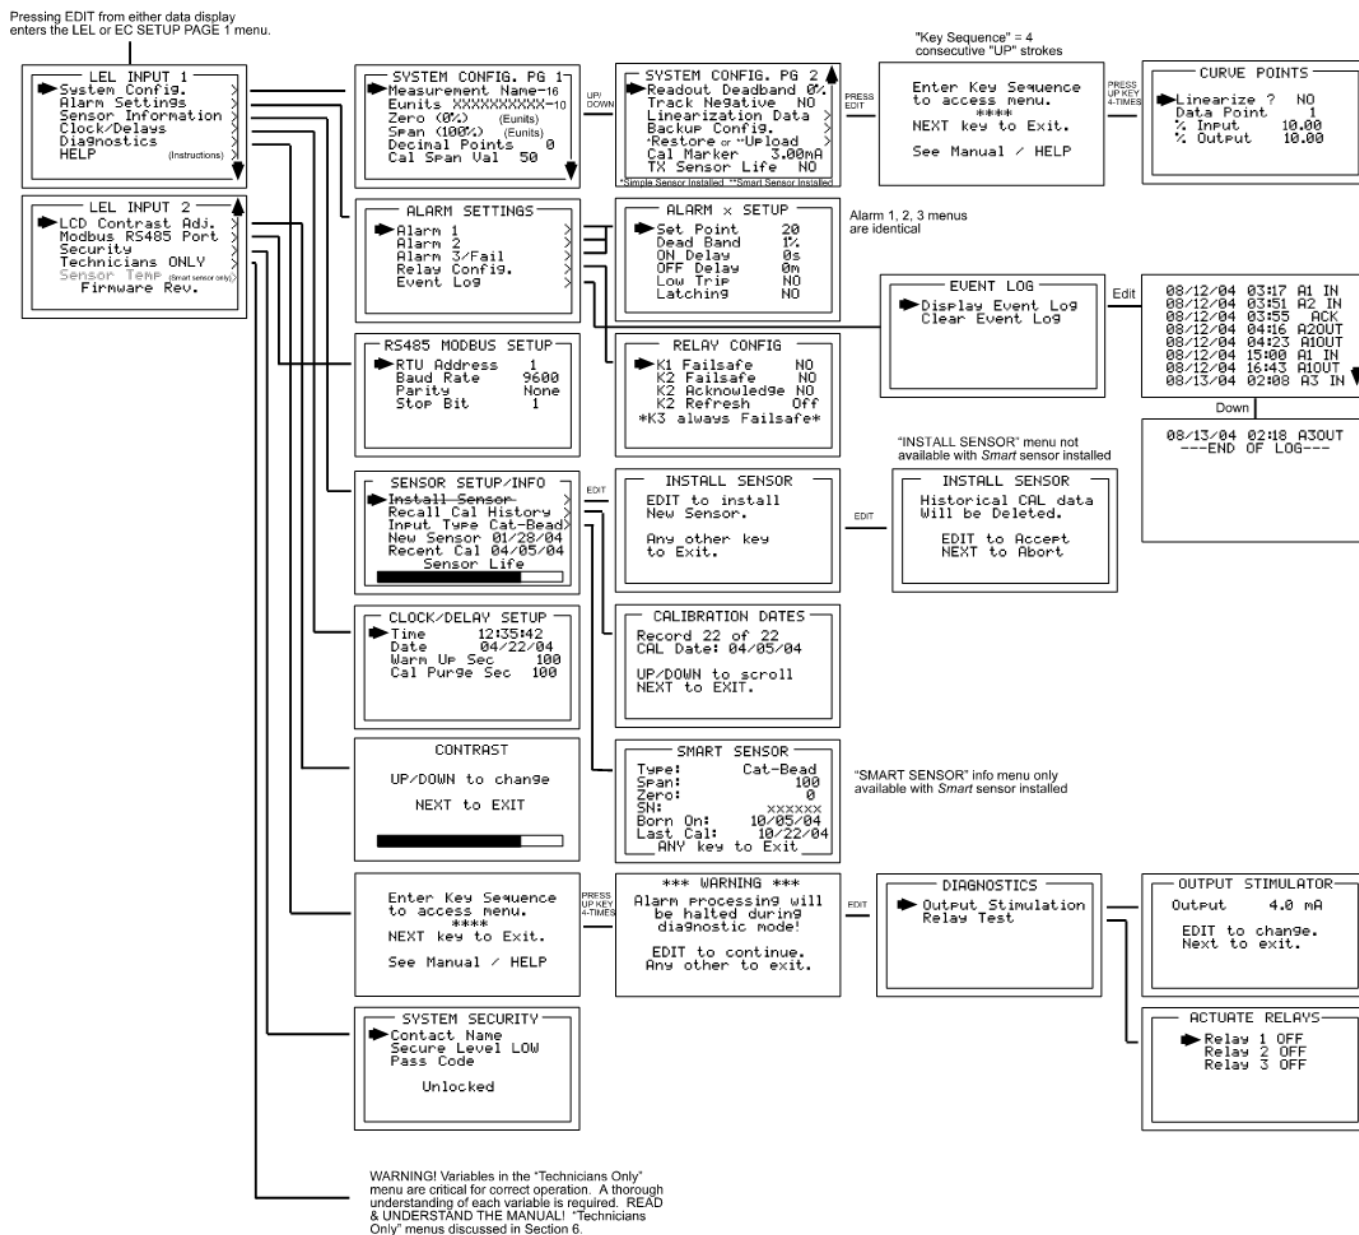 Pressing EDIT from either data display
enters the LEL or EC SETUP PAGE 1 menu.
LEL INPUT 1
System Config.
Alarm Settings
Sensor Information
Clock/Delays
Diagnostics
HELP (Instructions)
LEL INPUT 2
LCD Contrast Adj.
Modbus RS485 Port
Security
Technicians ONLY
Sensor Temp (Smart sensor only)
Firmware Rev.
SYSTEM CONFIG. PG 1
Measurement Name-16
Eunits XXXXXXXXXX-10
Zero (0%) (Eunits)
Span (100%) (Eunits)
Decimal Points 0
Cal Span Val 50
UP/
DOWN
SYSTEM CONFIG. PG 2
Readout Deadband 0%
Track Negative NO
Linearization Data
Backup Config.
*Restore or **Upload
Cal Marker 3.00mA
TX Sensor Life NO
*Simple Sensor Installed **Smart Sensor Installed
PRESS
EDIT
"Key Sequence" = 4
consecutive "UP" strokes
Enter Key Sequence
to access menu.
****
NEXT key to Exit.
See Manual / HELP
PRESS
UP KEY
4-TIMES
CURVE POINTS
Linearize ? NO
Data Point 1
% Input 10.00
% Output 10.00
ALARM SETTINGS
Alarm 1
Alarm 2
Alarm 3/Fail
Relay Config.
Event Log
ALARM x SETUP
Set Point 20
Dead Band 1%
ON Delay 0s
OFF Delay 0m
Low Trip NO
Latching NO
Alarm 1, 2, 3 menus
are identical
EVENT LOG
Display Event Log
Clear Event Log
Edit
08/12/04 03:17 A1 IN
08/12/04 03:51 A2 IN
08/12/04 03:55 ACK
08/12/04 04:16 A2OUT
08/12/04 04:23 A1OUT
08/12/04 15:00 A1 IN
08/12/04 16:43 A1OUT
08/13/04 02:08 A3 IN
Down
08/13/04 02:18 A3OUT
---END OF LOG---
RS485 MODBUS SETUP
RTU Address 1
Baud Rate 9600
Parity None
Stop Bit 1
RELAY CONFIG
K1 Failsafe NO
K2 Failsafe NO
K2 Acknowledge NO
K2 Refresh Off
*K3 always Failsafe*
SENSOR SETUP/INFO
Install Sensor
Recall Cal History
Input Type Cat-Bead
New Sensor 01/28/04
Recent Cal 04/05/04
Sensor Life
EDIT
INSTALL SENSOR
EDIT to install
New Sensor.
Any other key
to Exit.
EDIT
"INSTALL SENSOR" menu not
available with Smart sensor installed
INSTALL SENSOR
Historical CAL data
Will be Deleted.
EDIT to Accept
NEXT to Abort
CLOCK/DELAY SETUP
Time 12:35:42
Date 04/22/04
Warm Up Sec 100
Cal Purge Sec 100
CALIBRATION DATES
Record 22 of 22
CAL Date: 04/05/04
UP/DOWN to scroll
NEXT to EXIT.
CONTRAST
UP/DOWN to change
NEXT to EXIT
SMART SENSOR
Type: Cat-Bead
Span: 100
Zero: 0
SN: xxxxxx
Born On: 10/05/04
Last Cal: 10/22/04
ANY key to Exit
"SMART SENSOR" info menu only
available with Smart sensor installed
Enter Key Sequence
to access menu.
****
NEXT key to Exit.
See Manual / HELP
PRESS
UP KEY
4-TIMES
*** WARNING ***
Alarm processing will
be halted during
diagnostic mode!
EDIT to continue.
Any other to exit.
EDIT
DIAGNOSTICS
Output Stimulation
Relay Test
OUTPUT STIMULATOR
Output 4.0 mA
EDIT to change.
Next to exit.
SYSTEM SECURITY
Contact Name
Secure Level LOW
Pass Code
Unlocked
ACTUATE RELAYS
Relay 1 OFF
Relay 2 OFF
Relay 3 OFF
WARNING! Variables in the "Technicians Only"
menu are critical for correct operation. A thorough
understanding of each variable is required. READ
& UNDERSTAND THE MANUAL! "Technicians
Only" menus discussed in Section 6.